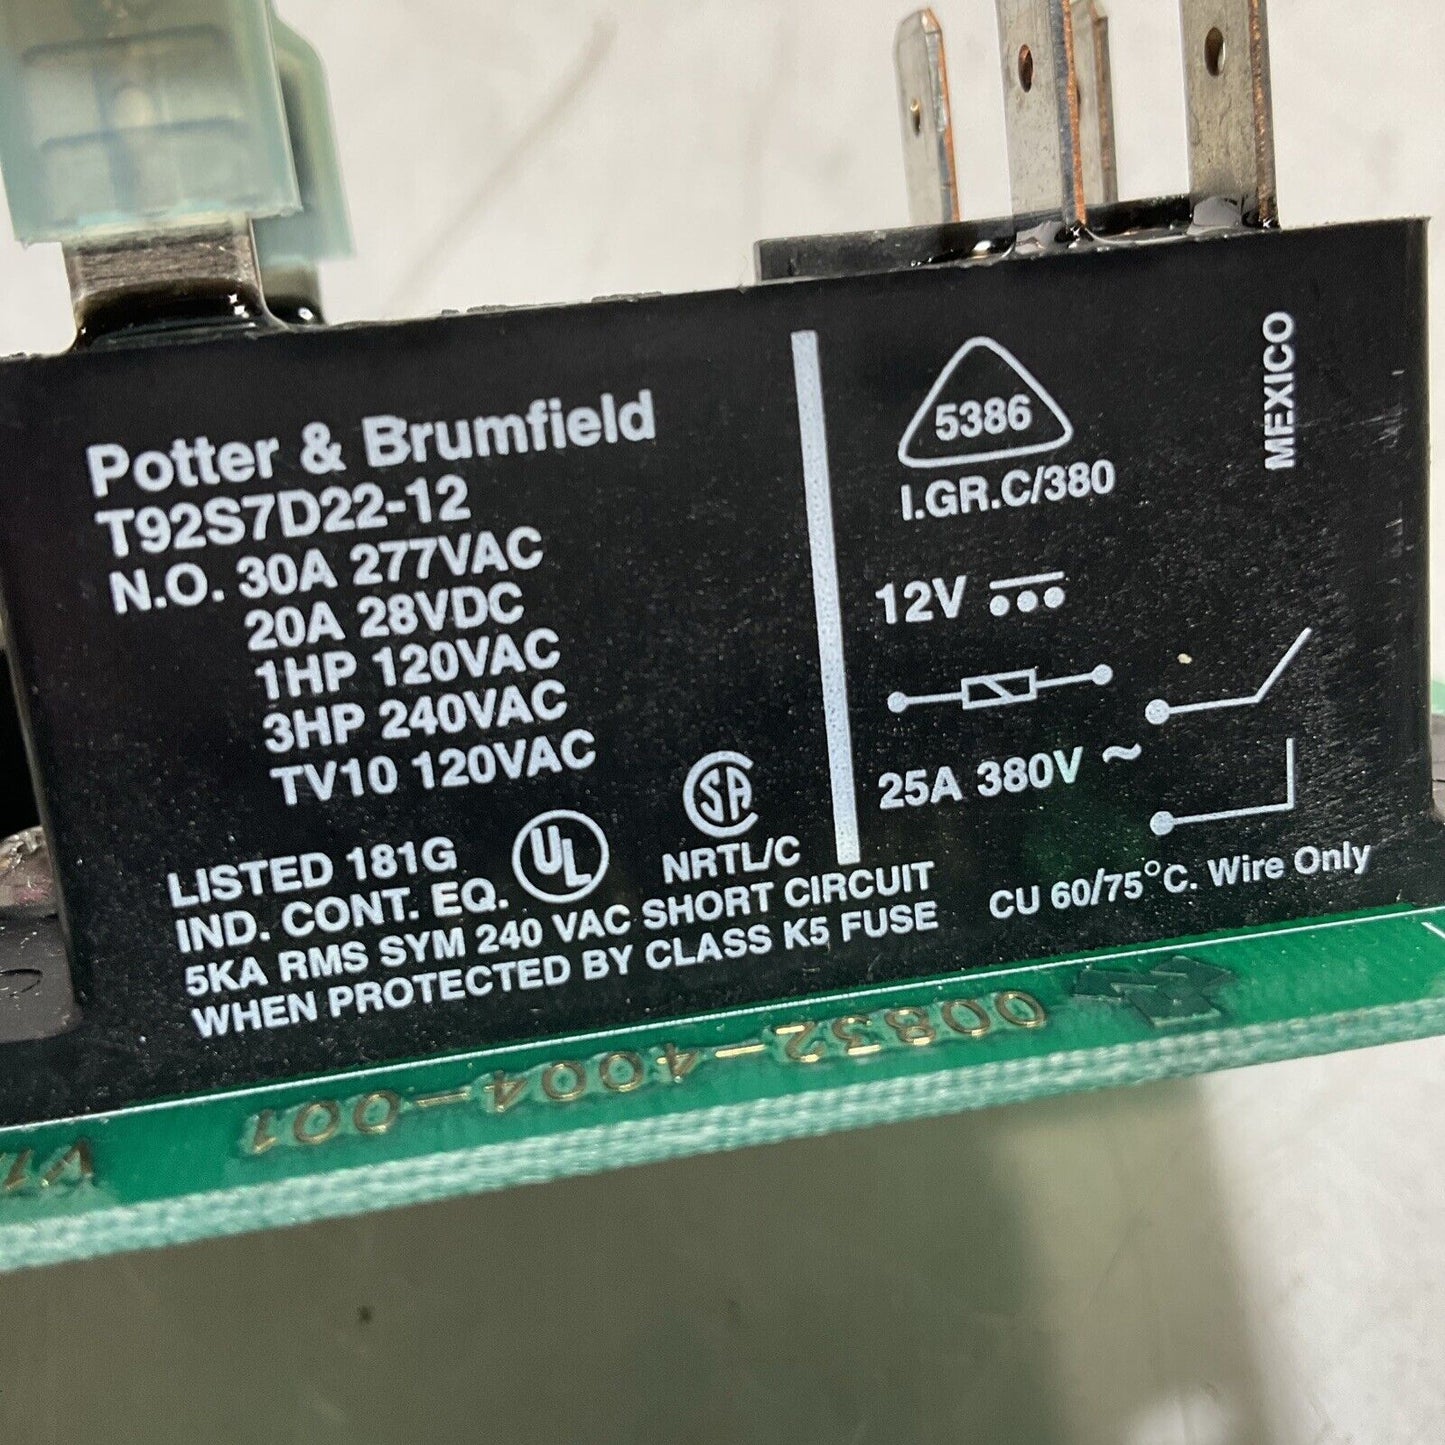 Potter & Brumfield
T92S7D22-12
N.O. 30A 277VAC
20A 28VDC
1HP 120VAC
3HP 240VAC
TV10 120VAC
LISTED 181G
IND. CONT. EQ.
UL
SA
NRTL/C
5KA RMS SYM 240 VAC SHORT CIRCUIT
WHEN PROTECTED BY CLASS K5 FUSE
5386
I.GR.C/380
MEXICO
12V
25A 380V ~
CU 60/75°C. Wire Only
00832-4004-001